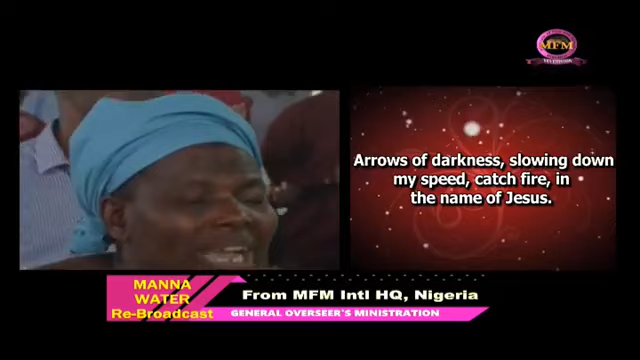 MFM
TELEVISION
Arrows of darkness, slowing down
my speed, catch fire, in
the name of Jesus.
MANNA
WATER
Re-Broadcast
From MFM Intl HQ, Nigeria
GENERAL OVERSEER'S MINISTRATION